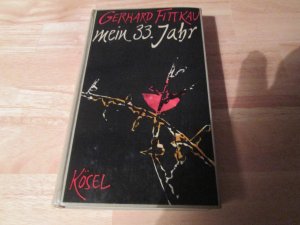 GERHARD FITTKAU
mein 33. Jahr
KÖSEL